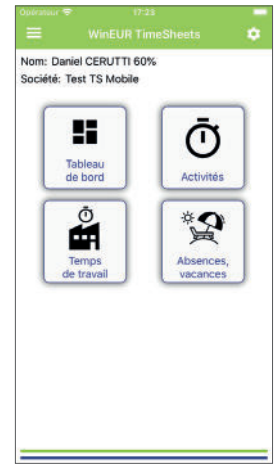 Opérateur 17:23
WinEUR TimeSheets
Nom: Daniel CERUTTI 60%
Société: Test TS Mobile
Tableau
de bord
Activités
Temps
de travail
Absences,
vacances